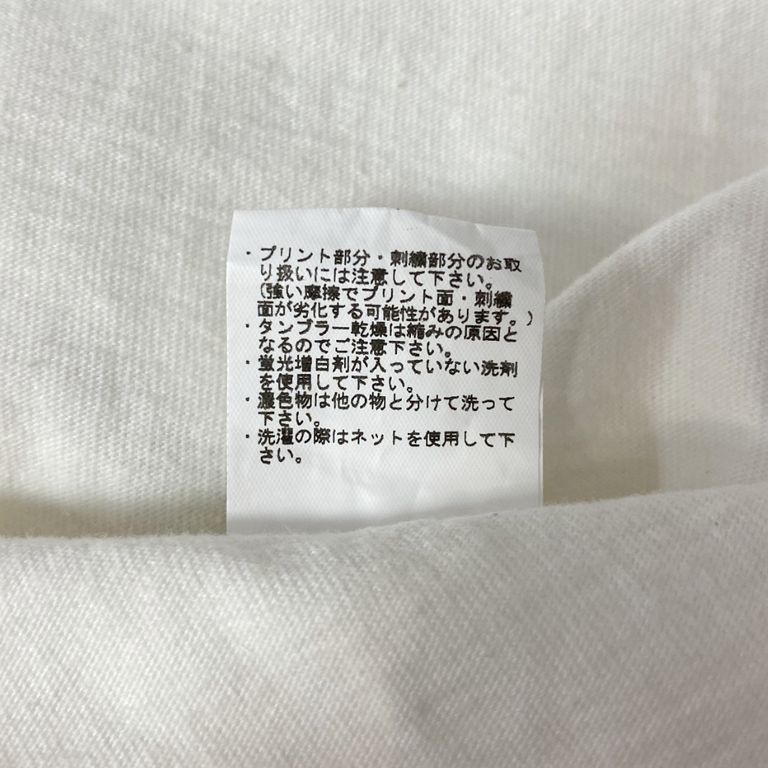 ・プリント部分・刺繍部分のお取
り扱いには注意して下さい。
(強い摩擦でプリント面・刺繍
面が劣化する可能性があります。)
・タンブラー乾燥は縮みの原因と
なるのでご注意下さい。
・蛍光増白剤が入っていない洗剤
を使用して下さい。
・濃色物は他の物と分けて洗って
下さい。
・洗濯の際はネットを使用して下
さい。